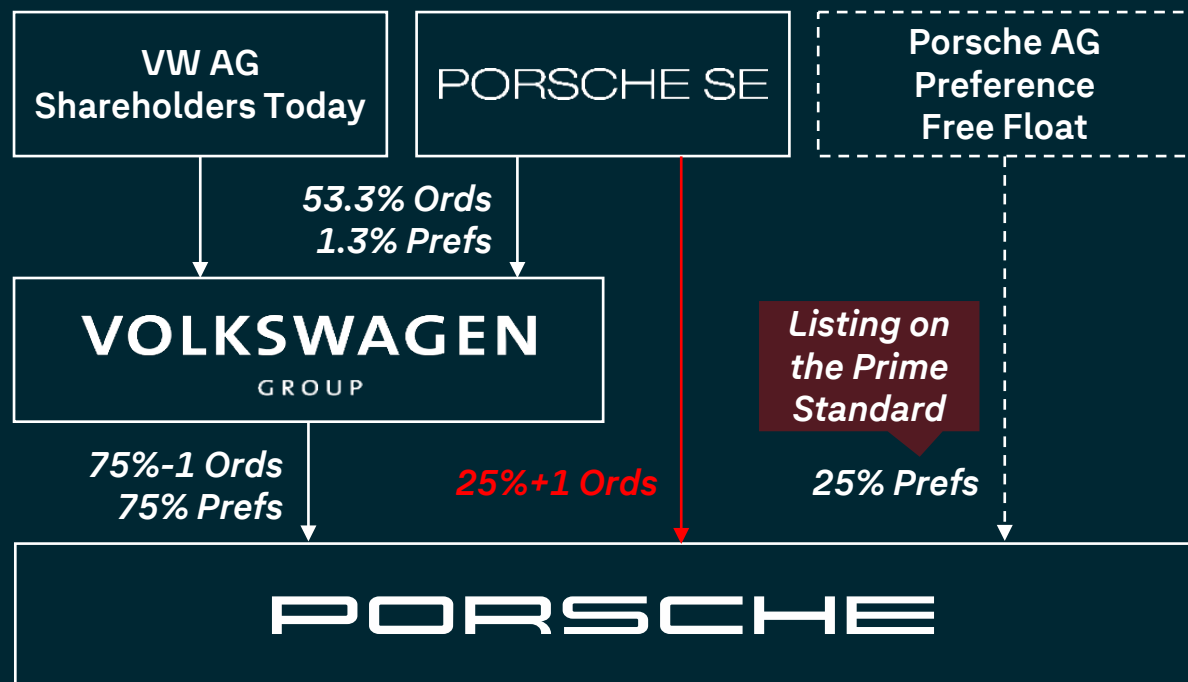 VW AG
Shareholders Today
PORSCHE SE
Porsche AG
Preference
Free Float
53.3% Ords
1.3% Prefs
VOLKSWAGEN
GROUP
Listing on
the Prime
Standard
75%-1 Ords
75% Prefs
25%+1 Ords
25% Prefs
PORSCHE